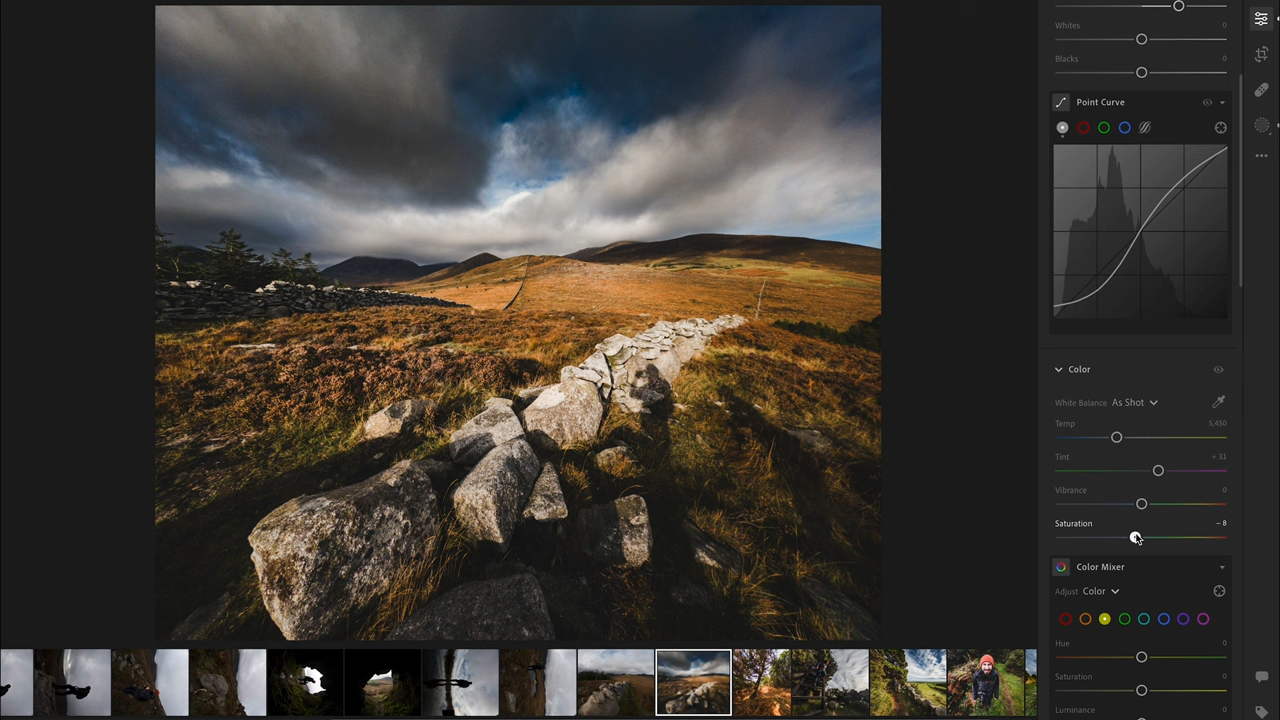 Whites 0
Blacks 0
Point Curve
Color
White Balance As Shot
Temp 5,450
Tint + 31
Vibrance 0
Saturation – 8
Color Mixer
Adjust Color
Hue 0
Saturation 0
Luminance 0